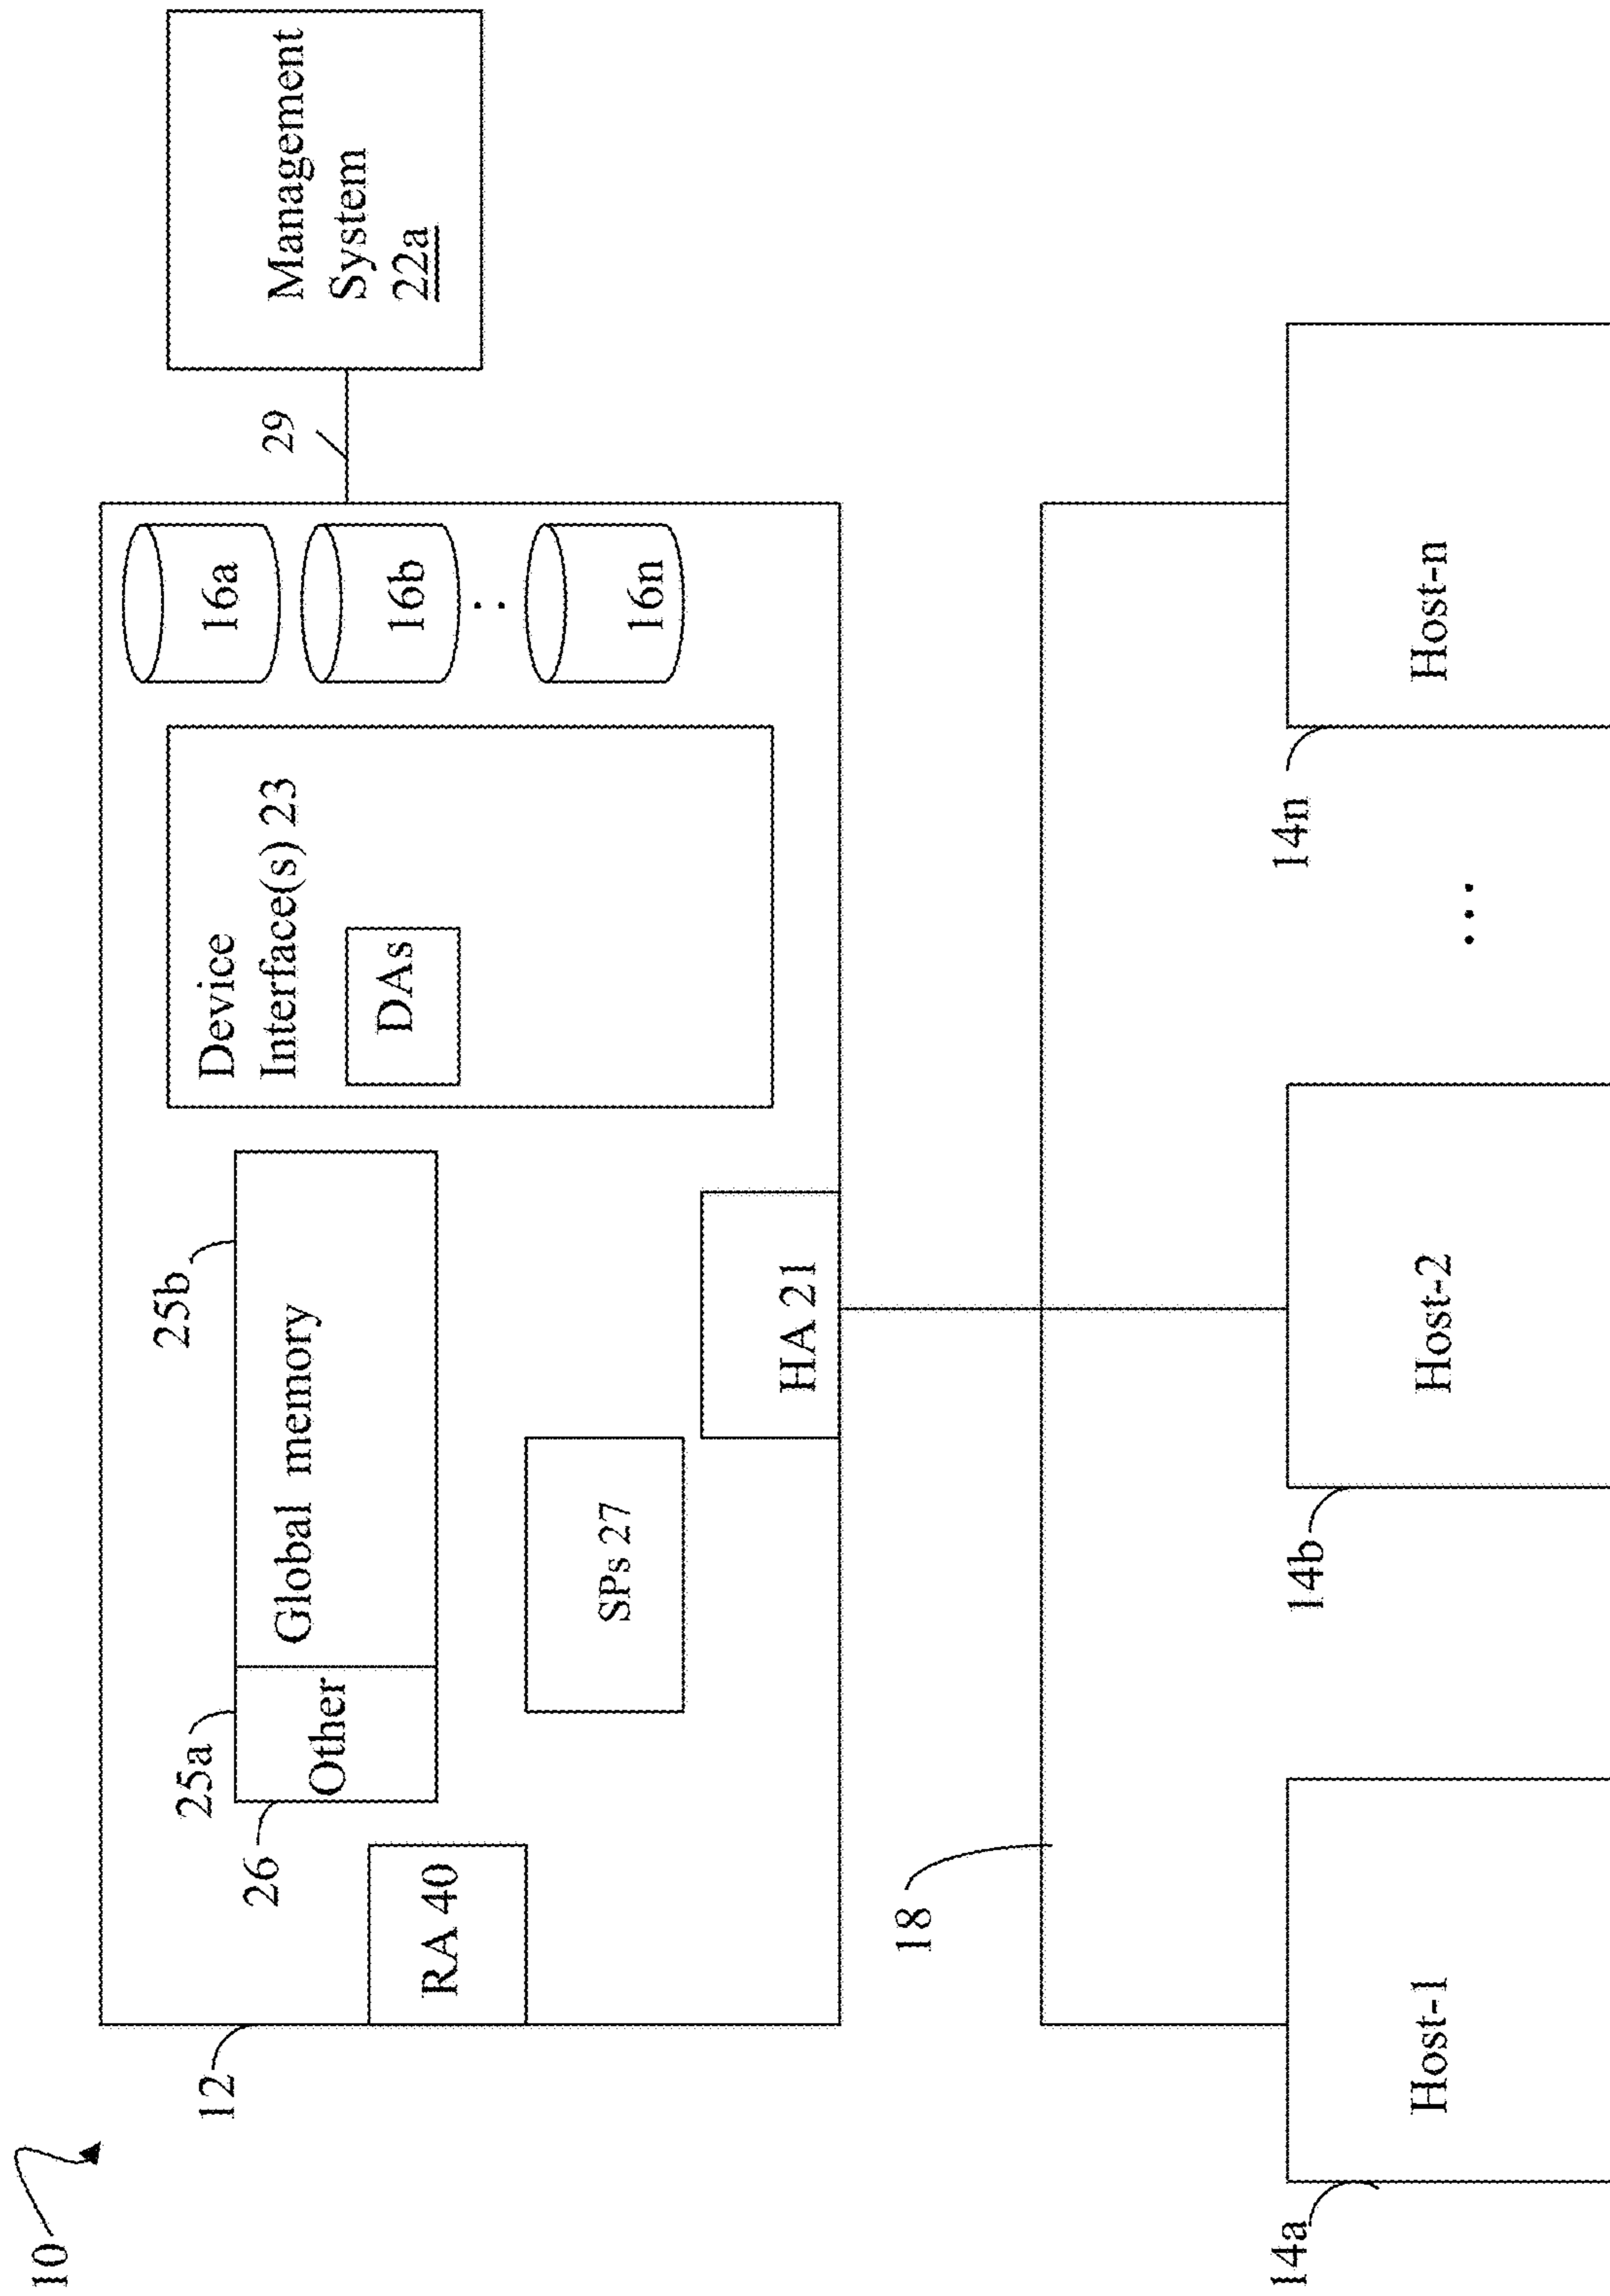 10
12
RA 40
26
25a
Other
25b
Global memory
SPs 27
HA 21
Device
Interface(s) 23
DAs
16a
16b
16n
29
Management
System
22a
18
14a
Host-1
14b
Host-2
14n
Host-n